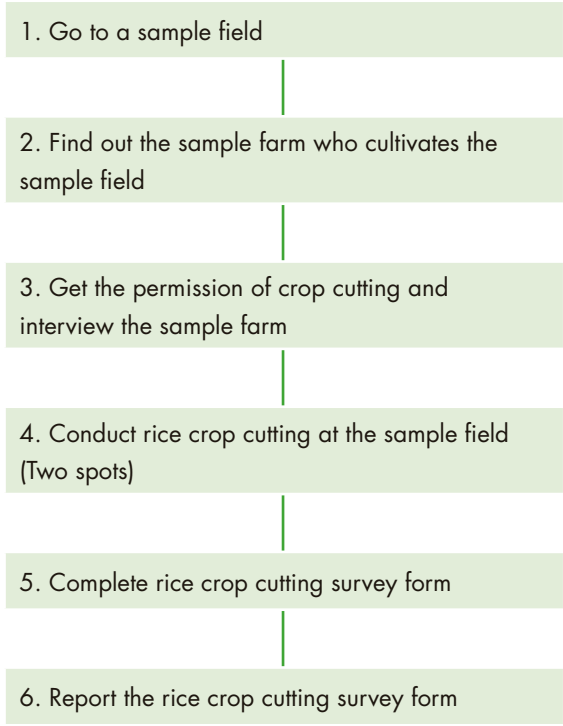 1. Go to a sample field
2. Find out the sample farm who cultivates the
sample field
3. Get the permission of crop cutting and
interview the sample farm
4. Conduct rice crop cutting at the sample field
(Two spots)
5. Complete rice crop cutting survey form
6. Report the rice crop cutting survey form